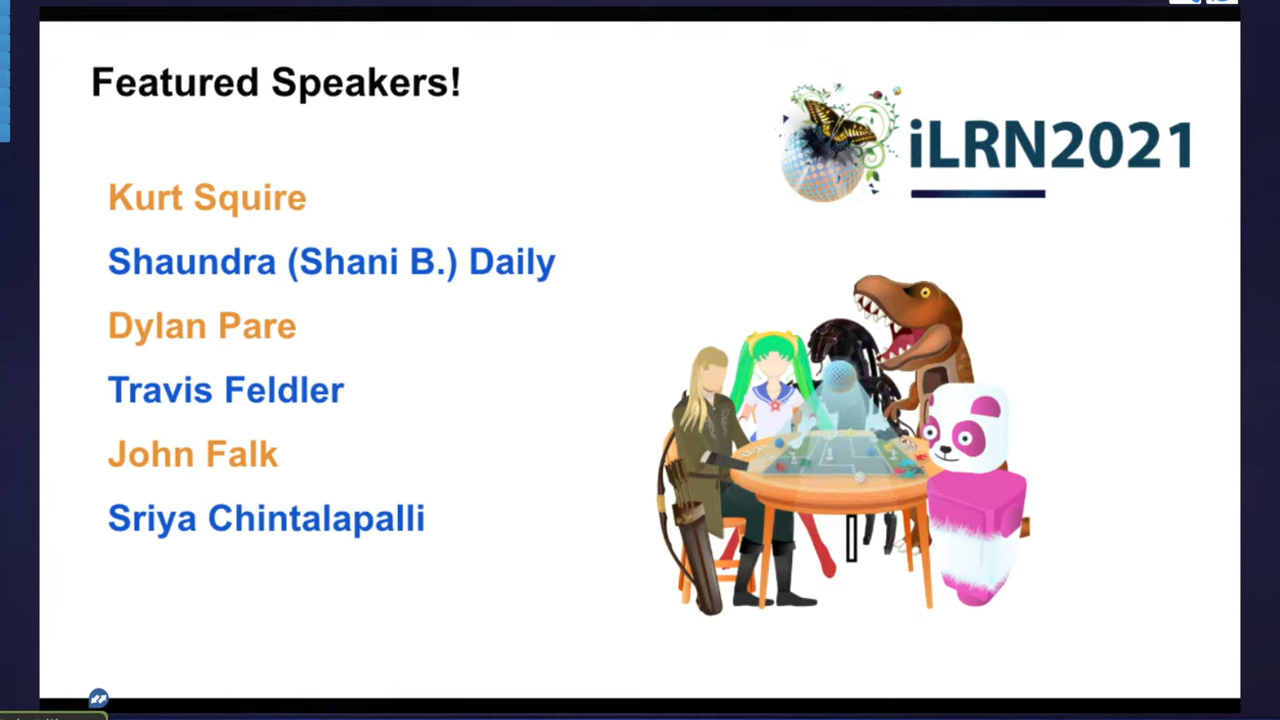 Featured Speakers!
iLRN2021
Kurt Squire
Shaundra (Shani B.) Daily
Dylan Pare
Travis Feldler
John Falk
Sriya Chintalapalli